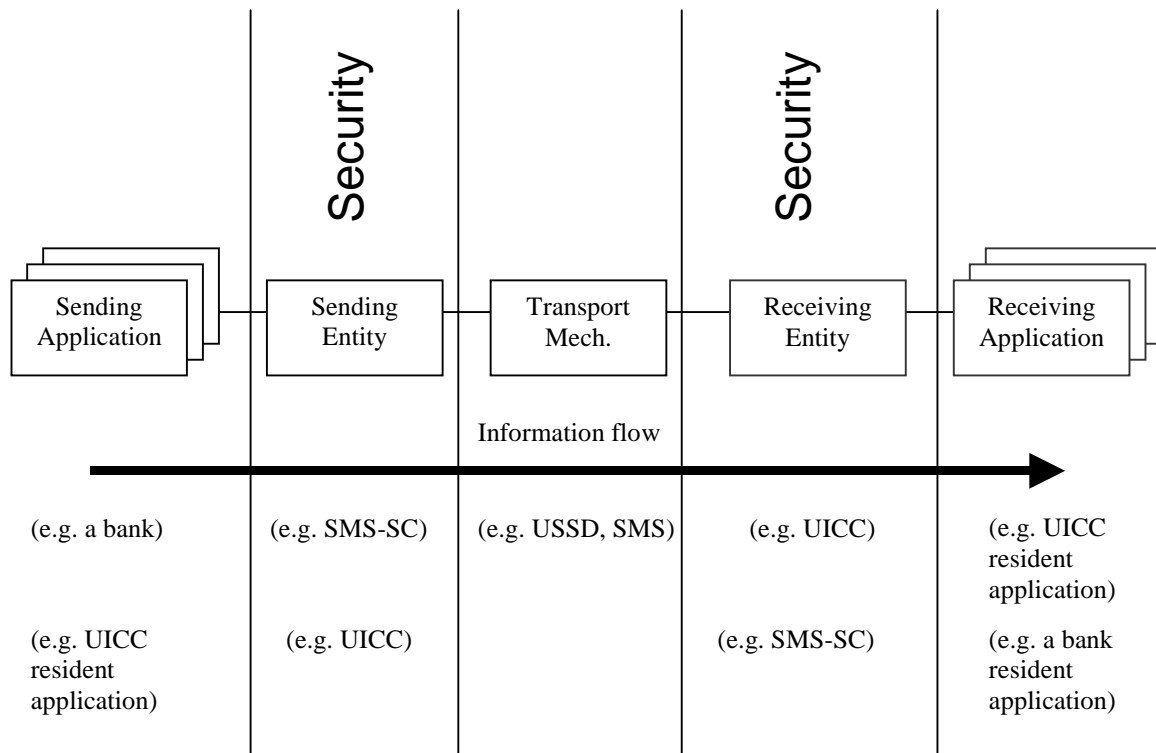 Security
Security
Sending
Application
Sending
Entity
Transport
Mech.
Receiving
Entity
Receiving
Application
Information flow
(e.g. a bank)
(e.g. SMS-SC)
(e.g. USSD, SMS)
(e.g. UICC)
(e.g. UICC
resident
application)
(e.g. UICC
resident
application)
(e.g. UICC)
(e.g. SMS-SC)
(e.g. a bank
resident
application)